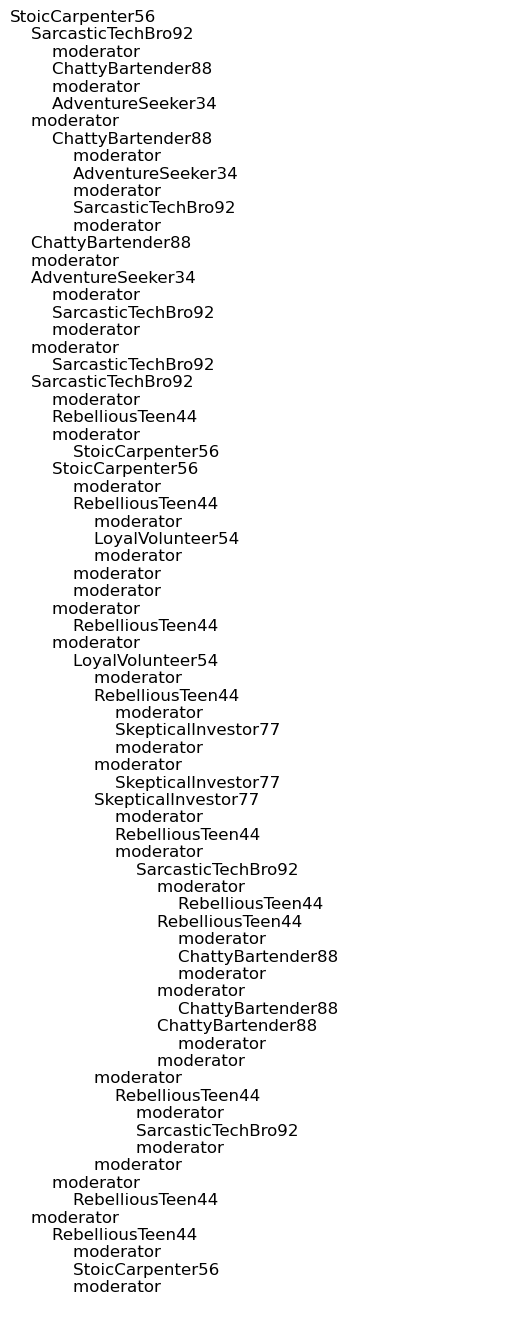 StoicCarpenter56
SarcasticTechBro92
moderator
ChattyBartender88
moderator
AdventureSeeker34
moderator
ChattyBartender88
moderator
AdventureSeeker34
moderator
SarcasticTechBro92
moderator
ChattyBartender88
moderator
AdventureSeeker34
moderator
SarcasticTechBro92
moderator
moderator
SarcasticTechBro92
SarcasticTechBro92
moderator
RebelliousTeen44
moderator
StoicCarpenter56
StoicCarpenter56
moderator
RebelliousTeen44
moderator
LoyalVolunteer54
moderator
moderator
moderator
moderator
RebelliousTeen44
moderator
LoyalVolunteer54
moderator
RebelliousTeen44
moderator
SkepticalInvestor77
moderator
moderator
SkepticalInvestor77
SkepticalInvestor77
moderator
RebelliousTeen44
moderator
SarcasticTechBro92
moderator
RebelliousTeen44
RebelliousTeen44
moderator
ChattyBartender88
moderator
moderator
ChattyBartender88
ChattyBartender88
moderator
moderator
moderator
RebelliousTeen44
moderator
SarcasticTechBro92
moderator
moderator
moderator
RebelliousTeen44
moderator
RebelliousTeen44
moderator
StoicCarpenter56
moderator